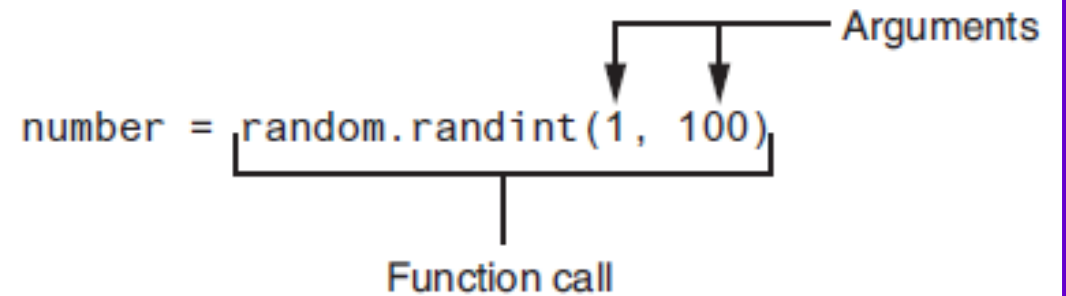 Arguments
number = random.randint(1, 100)
Function call